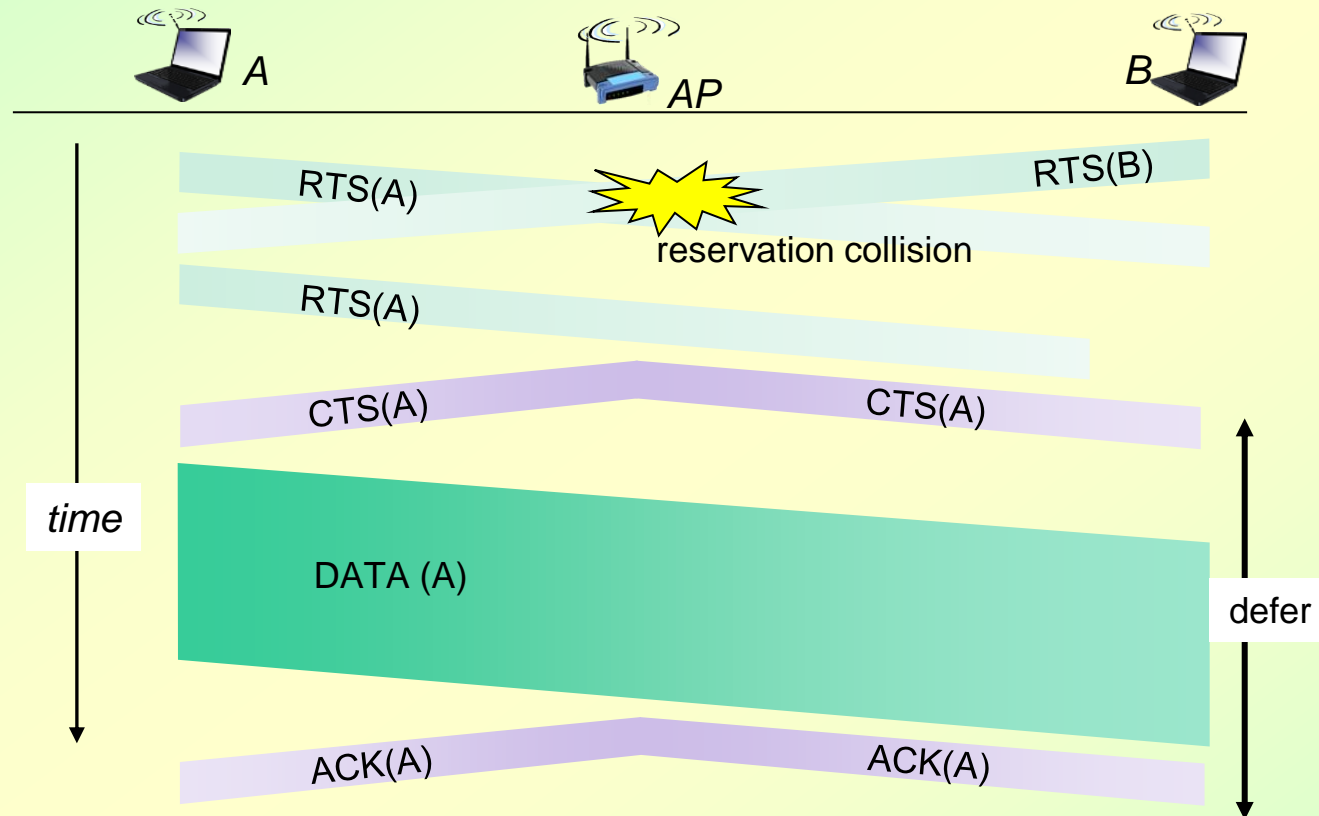 A
AP
B
RTS(A)
RTS(B)
reservation collision
RTS(A)
CTS(A)
CTS(A)
time
DATA (A)
defer
ACK(A)
ACK(A)